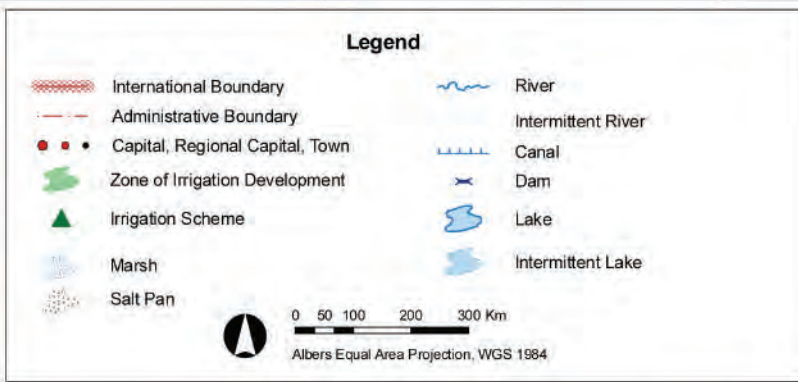 Legend
International Boundary
Administrative Boundary
Capital, Regional Capital, Town
Zone of Irrigation Development
Irrigation Scheme
Marsh
Salt Pan
River
Intermittent River
Canal
Dam
Lake
Intermittent Lake
0 50 100 200 300 Km
Albers Equal Area Projection, WGS 1984